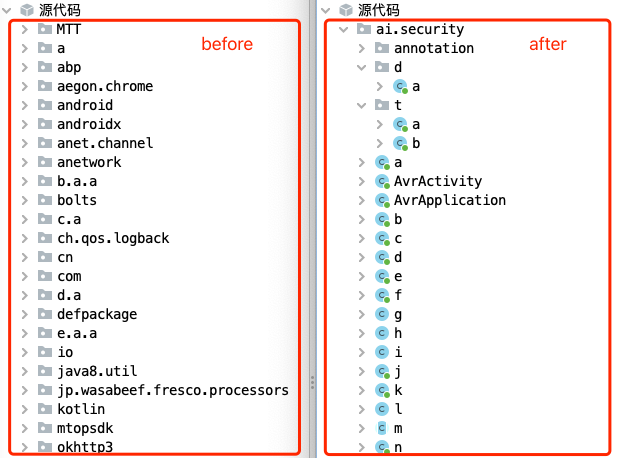 源代码
before
MTT
a
abp
aegon.chrome
android
androidx
anet.channel
anetwork
b.a.a
bolts
c.a
ch.qos.logback
cn
com
d.a
defpackage
e.a.a
io
java8.util
jp.wasabeef.fresco.processors
kotlin
mtopsdk
okhttp3
源代码
after
ai.security
annotation
d
a
t
a
b
a
AvrActivity
AvrApplication
b
c
d
e
f
g
h
i
j
k
l
m
n